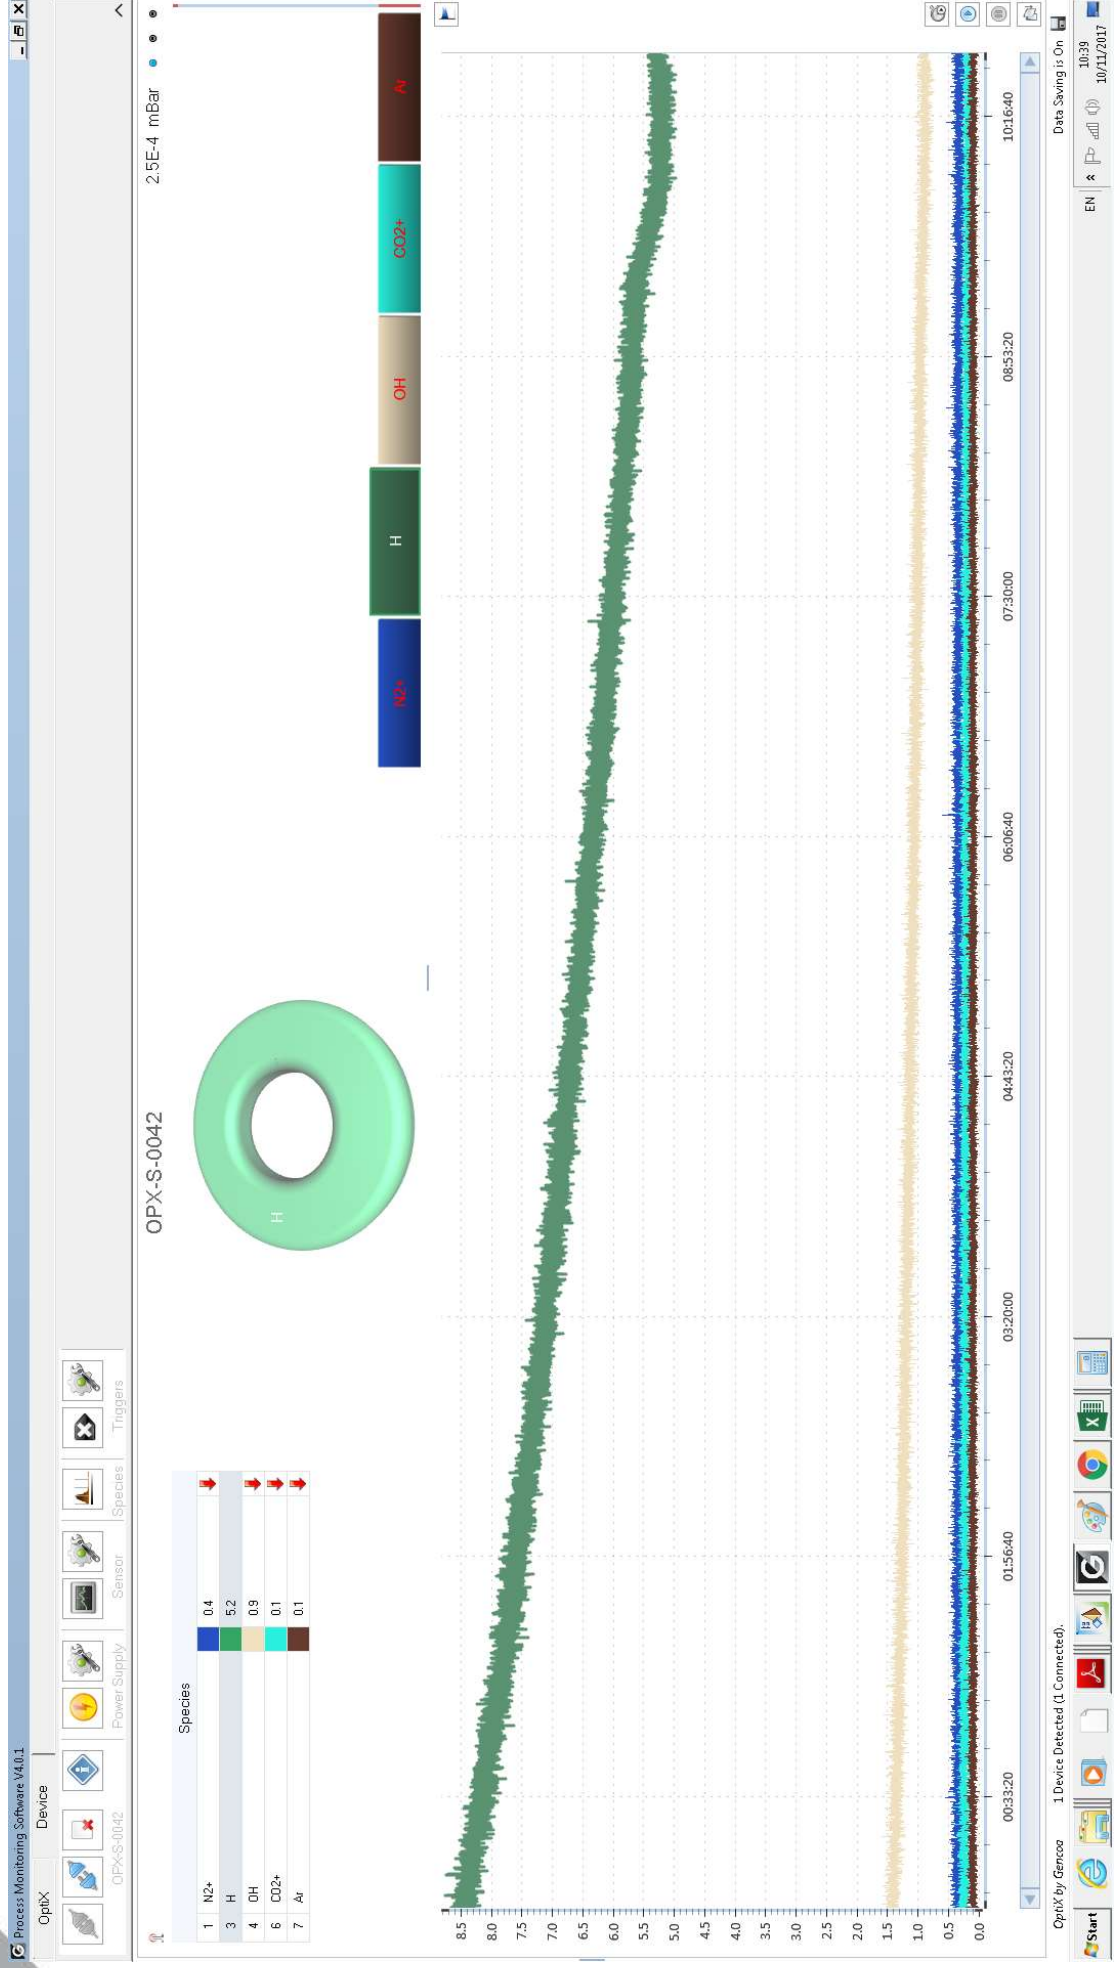 Process Monitoring Software V4.0.1
OptiX
Device
OPX-S-0042
Power Supply
Sensor
Species
Triggers
OPX-S-0042
2.5E-4 mBar
Species
1 N2+ 0.4
3 H 5.2
4 OH 0.9
6 CO2+ 0.1
7 Ar 0.1
H
N2+
H
OH
CO2+
Ar
8.5
8.0
7.5
7.0
6.5
6.0
5.5
5.0
4.5
4.0
3.5
3.0
2.5
2.0
1.5
1.0
0.5
0.0
00:33:20
01:56:40
03:20:00
04:43:20
06:06:40
07:30:00
08:53:20
10:16:40
OptiX by Gencoa
1 Device Detected (1 Connected).
Data Saving is On
Start
EN
10:39
10/11/2017